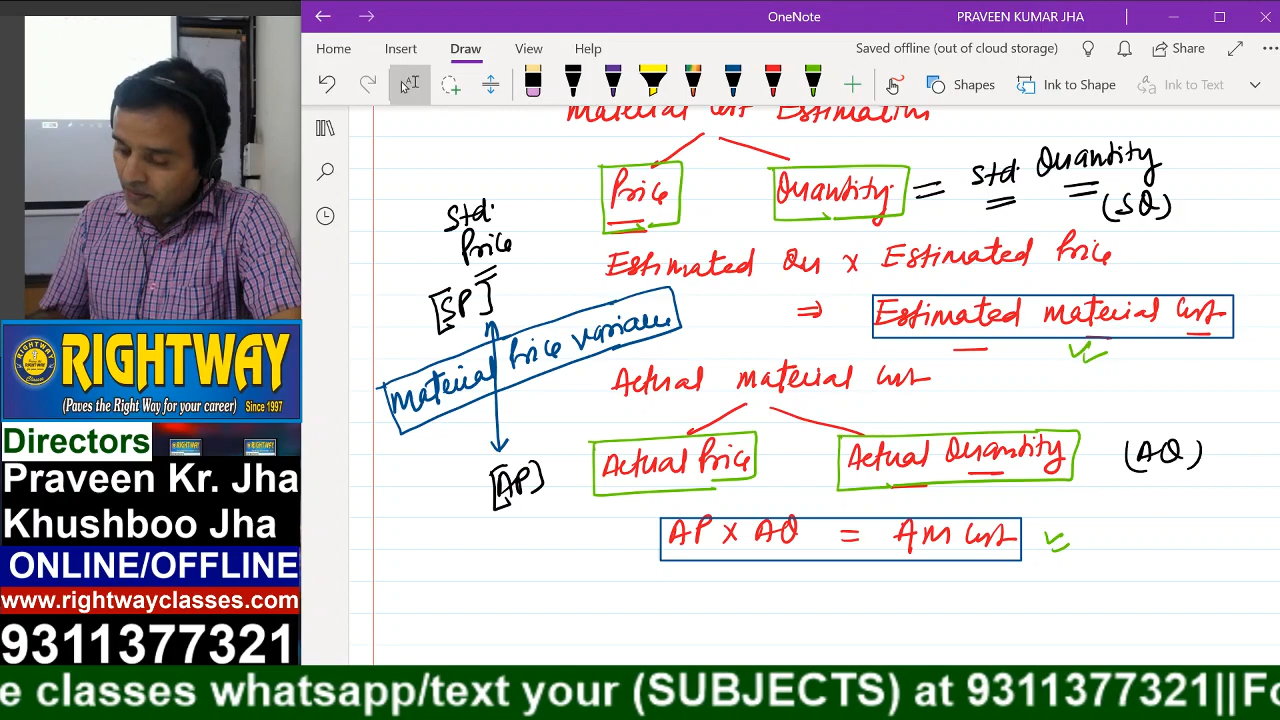 OneNote
PRAVEEN KUMAR JHA
Home Insert Draw View Help
Saved offline (out of cloud storage)
Share
Shapes
Ink to Shape
Ink to Text
Material Cost Estimation
Price
Quantity
= Std. Quantity
(SQ)
Std.
Price
[SP]
Estimated Qu x Estimated Price
⇒ Estimated material Cost
Material Price variance
Actual material Cost
Actual Price
Actual Quantity
(AQ)
[AP]
AP x AQ = AM Cost
RIGHTWAY
(Paves the Right Way for your career) Since 1997
Directors
Praveen Kr. Jha
Khushboo Jha
ONLINE/OFFLINE
www.rightwayclasses.com
9311377321
e classes whatsapp/text your (SUBJECTS) at 9311377321||Fo